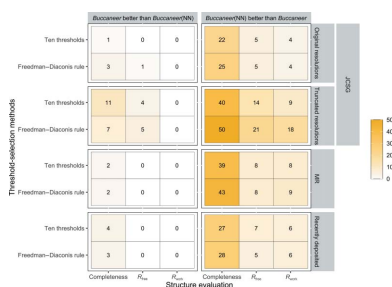 Buccaneer better than Buccaneer(NN)
Buccaneer(NN) better than Buccaneer
Threshold-selection methods
Ten thresholds 1 0 0 22 5 4
Freedman–Diaconis rule 3 1 0 25 5 4
Original resolutions
Ten thresholds 11 4 0 40 14 9
Freedman–Diaconis rule 7 5 0 50 21 18
Truncated resolutions
JCSG
Ten thresholds 2 0 0 39 8 8
Freedman–Diaconis rule 2 0 0 43 8 9
MR
Ten thresholds 4 0 0 27 7 6
Freedman–Diaconis rule 3 0 0 28 5 6
Recently deposited
Completeness Rfree Rwork Completeness Rfree Rwork
Structure evaluation
50
40
30
20
10
0